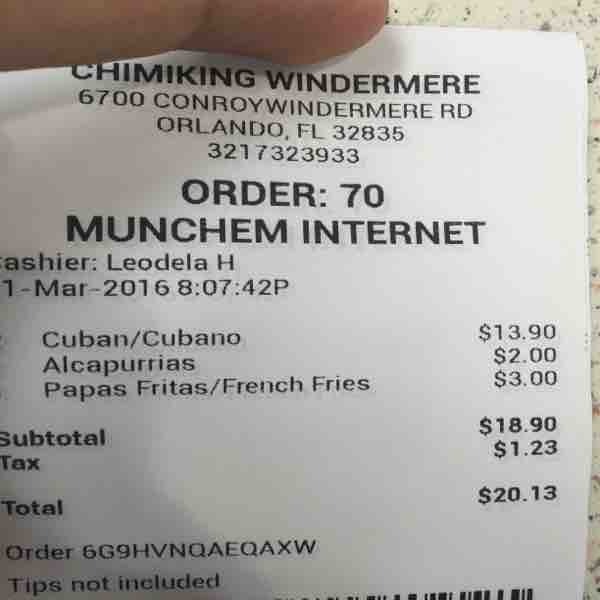 CHIMIKING WINDERMERE
6700 CONROYWINDERMERE RD
ORLANDO, FL 32835
3217323933
ORDER: 70
MUNCHEM INTERNET
ashier: Leodela H
1-Mar-2016 8:07:42P
Cuban/Cubano $13.90
Alcapurrias $2.00
Papas Fritas/French Fries $3.00
Subtotal $18.90
Tax $1.23
Total $20.13
Order 6G9HVNQAEQAXW
Tips not included